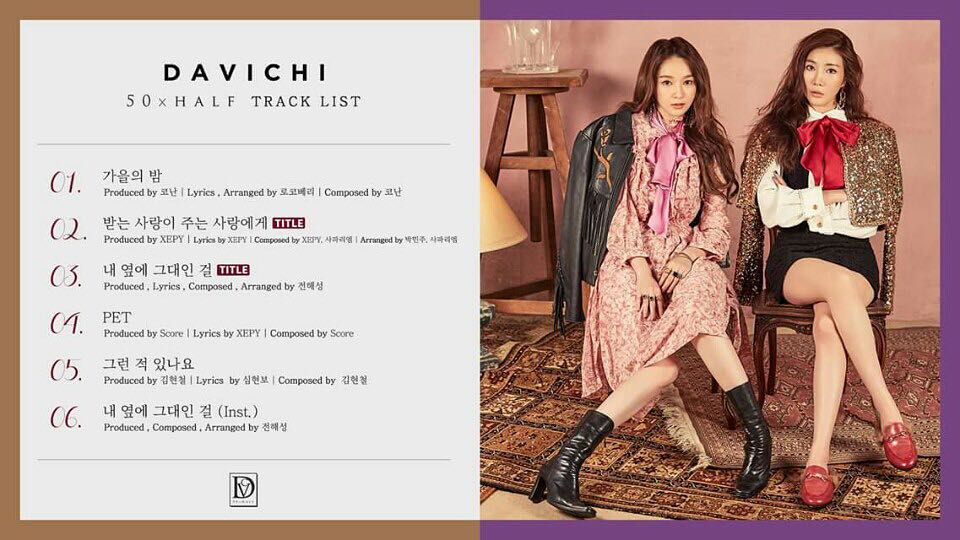 DAVICHI
50 x HALF TRACK LIST
01. 가을의 밤
Produced by 코난 | Lyrics , Arranged by 로코베리 | Composed by 코난
02. 받는 사랑이 주는 사랑에게 TITLE
Produced by XEPY | Lyrics by XEPY | Composed by XEPY, 사파리엠 | Arranged by 박민주, 사파리엠
03. 내 옆에 그대인 걸 TITLE
Produced , Lyrics , Composed , Arranged by 전해성
04. PET
Produced by Score | Lyrics by XEPY | Composed by Score
05. 그런 적 있나요
Produced by 김현철 | Lyrics by 심현보 | Composed by 김현철
06. 내 옆에 그대인 걸 (Inst.)
Produced , Composed , Arranged by 전해성